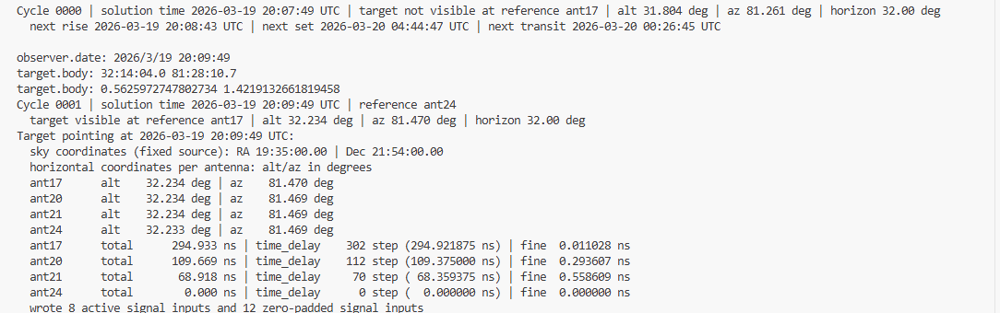 Cycle 0000 | solution time 2026-03-19 20:07:49 UTC | target not visible at reference ant17 | alt 31.804 deg | az 81.261 deg | horizon 32.00 deg
  next rise 2026-03-19 20:08:43 UTC | next set 2026-03-20 04:44:47 UTC | next transit 2026-03-20 00:26:45 UTC

observer.date: 2026/3/19 20:09:49
target.body: 32:14:04.0 81:28:10.7
target.body: 0.5625972747802734 1.4219132661819458
Cycle 0001 | solution time 2026-03-19 20:09:49 UTC | reference ant24
  target visible at reference ant17 | alt 32.234 deg | az 81.470 deg | horizon 32.00 deg
Target pointing at 2026-03-19 20:09:49 UTC:
  sky coordinates (fixed source): RA 19:35:00.00 | Dec 21:54:00.00
  horizontal coordinates per antenna: alt/az in degrees
  ant17      alt    32.234 deg | az    81.470 deg
  ant20      alt    32.234 deg | az    81.469 deg
  ant21      alt    32.234 deg | az    81.469 deg
  ant24      alt    32.233 deg | az    81.469 deg
  ant17      total      294.933 ns | time_delay    302 step (294.921875 ns) | fine  0.011028 ns
  ant20      total      109.669 ns | time_delay    112 step (109.375000 ns) | fine  0.293607 ns
  ant21      total       68.918 ns | time_delay     70 step ( 68.359375 ns) | fine  0.558609 ns
  ant24      total        0.000 ns | time_delay      0 step (  0.000000 ns) | fine  0.000000 ns
  wrote 8 active signal inputs and 12 zero-padded signal inputs